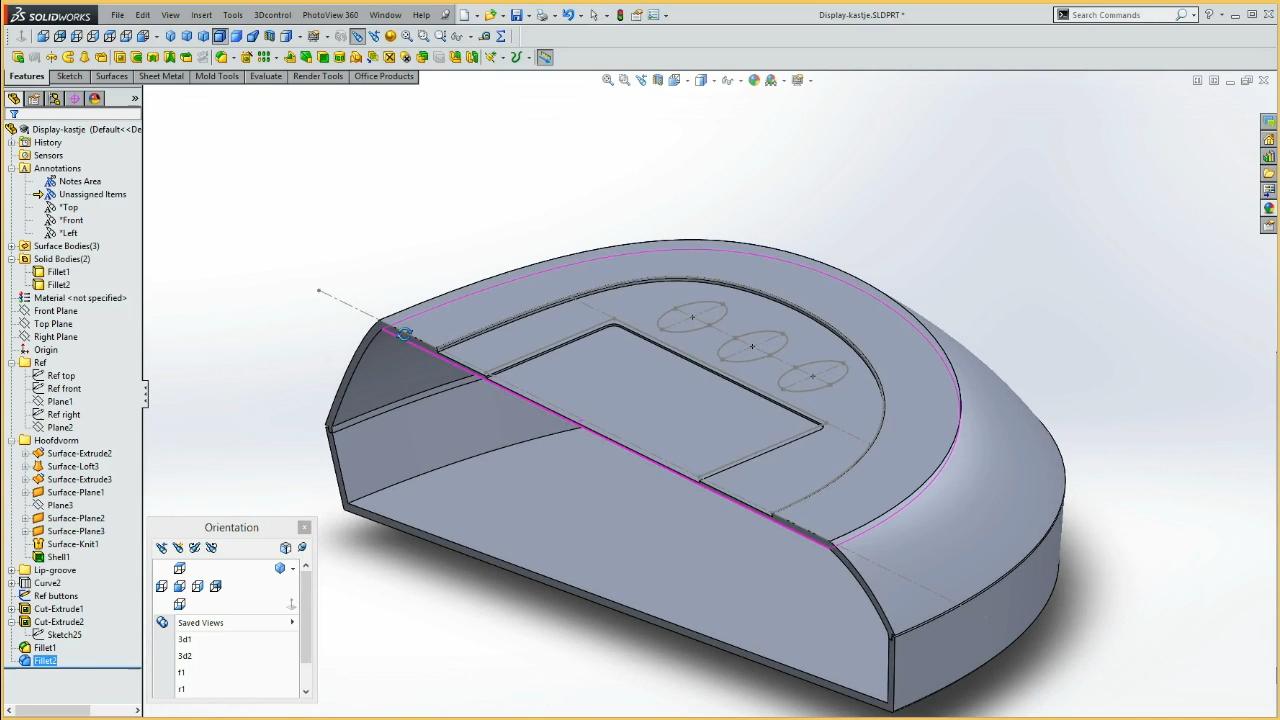 SOLIDWORKS File Edit View Insert Tools 3Dcontrol PhotoView 360 Window Help Display-kastje.SLDPRT * Search Commands
Features Sketch Surfaces Sheet Metal Mold Tools Evaluate Render Tools Office Products
Display-kastje (Default<<De
History
Sensors
Annotations
Notes Area
Unassigned Items
*Top
*Front
*Left
Surface Bodies(3)
Solid Bodies(2)
Fillet1
Fillet2
Material <not specified>
Front Plane
Top Plane
Right Plane
Origin
Ref
Ref top
Ref front
Plane1
Ref right
Plane2
Hoofdvorm
Surface-Extrude2
Surface-Loft3
Surface-Extrude3
Surface-Plane1
Plane3
Surface-Plane2
Surface-Plane3
Surface-Knit1
Shell1
Lip-groove
Curve2
Ref buttons
Cut-Extrude1
Cut-Extrude2
Sketch25
Fillet1
Fillet2
Orientation
Saved Views
3d1
3d2
f1
r1